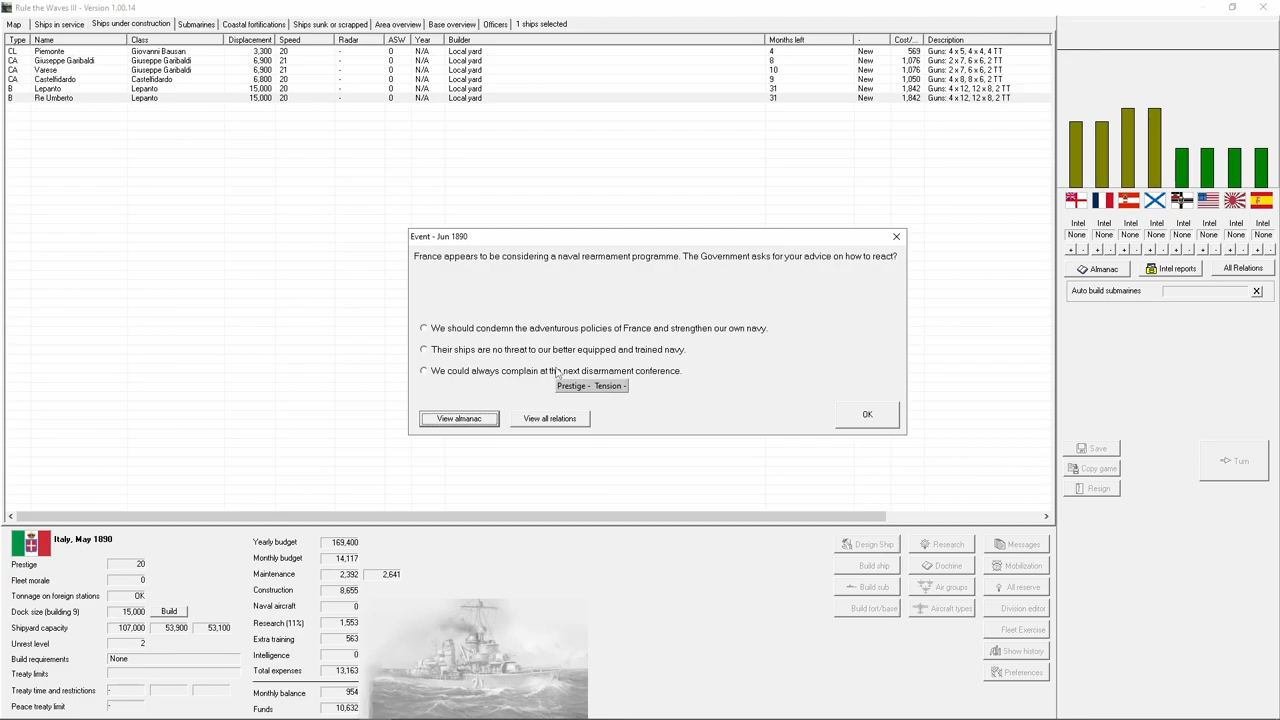 Rule the Waves III - Version 1.00.14
Map Ships in service Ships under construction Submarines Coastal fortifications Ships sunk or scrapped Area overview Base overview Officers 1 ships selected
Type Name Class Displacement Speed Radar ASW Year Builder Months left - Cost/... Description
CL Piemonte Giovanni Bausan 3,300 20 - 0 N/A Local yard 4 New 569 Guns: 4 x 5, 4 x 4, 4 TT
CA Giuseppe Garibaldi Giuseppe Garibaldi 6,900 21 - 0 N/A Local yard 8 New 1,076 Guns: 2 x 7, 6 x 6, 2 TT
CA Varese Giuseppe Garibaldi 6,900 21 - 0 N/A Local yard 10 New 1,076 Guns: 2 x 7, 6 x 6, 2 TT
CA Castelfidardo Castelfidardo 6,800 20 - 0 N/A Local yard 9 New 1,050 Guns: 4 x 8, 8 x 6, 2 TT
B Lepanto Lepanto 15,000 20 - 0 N/A Local yard 31 New 1,842 Guns: 4 x 12, 12 x 8, 2 TT
B Re Umberto Lepanto 15,000 20 - 0 N/A Local yard 31 New 1,842 Guns: 4 x 12, 12 x 8, 2 TT
Intel Intel Intel Intel Intel Intel Intel Intel
None None None None None None None None
+ - + - + - + - + - + - + - + -
Almanac Intel reports All Relations
Auto build submarines X
Event - Jun 1890
France appears to be considering a naval rearmament programme. The Government asks for your advice on how to react?
We should condemn the adventurous policies of France and strengthen our own navy.
Their ships are no threat to our better equipped and trained navy.
We could always complain at the next disarmament conference.
Prestige - Tension -
View almanac View all relations OK
Save
Copy game
Resign
Turn
Italy, May 1890
Prestige 20
Fleet morale 0
Tonnage on foreign stations OK
Dock size (building 9) 15,000 Build
Shipyard capacity 107,000 53,900 53,100
Unrest level 2
Build requirements None
Treaty limits
Treaty time and restrictions -
Peace treaty limit -
Yearly budget 169,400
Monthly budget 14,117
Maintenance 2,392 2,641
Construction 8,655
Naval aircraft 0
Research (11%) 1,553
Extra training 563
Intelligence 0
Total expenses 13,163
Monthly balance 954
Funds 10,632
Design Ship Research Messages
Build ship Doctrine Mobilization
Build sub Air groups All reserve
Build fort/base Aircraft types Division editor
Fleet Exercise
Show history
Preferences